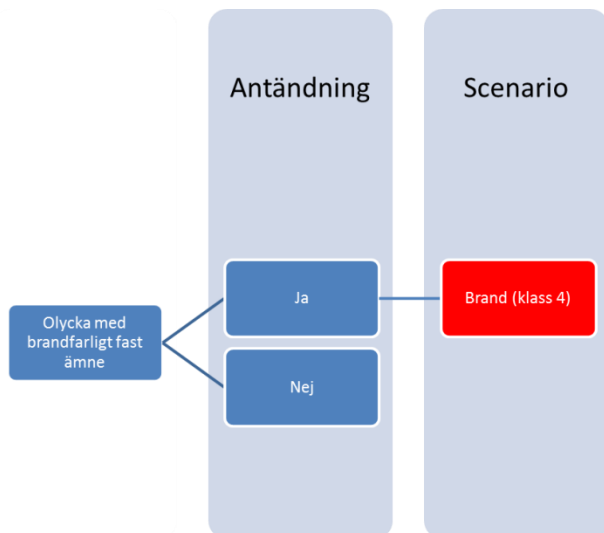 Antändning
Scenario
Ja
Brand (klass 4)
Olycka med
brandfarligt fast
ämne
Nej